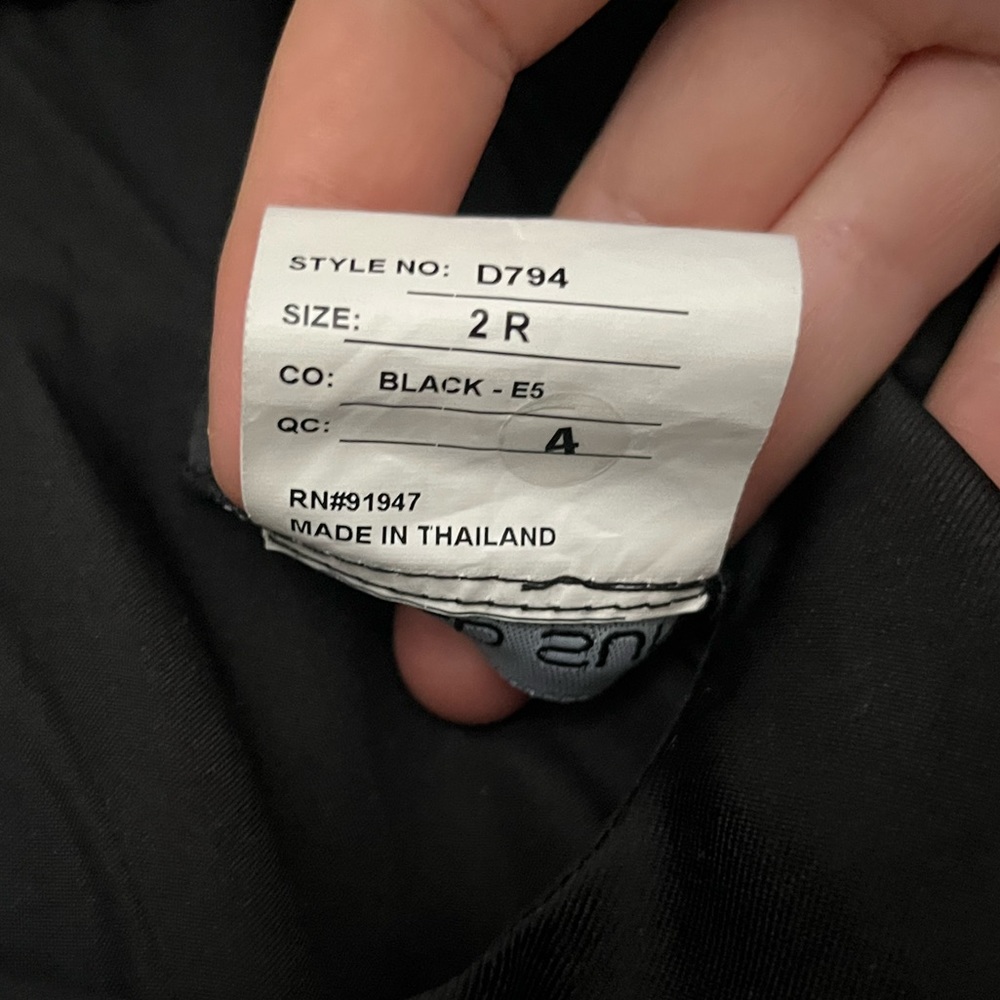 STYLE NO: D794
SIZE: 2 R
CO: BLACK - E5
QC: 4
RN#91947
MADE IN THAILAND